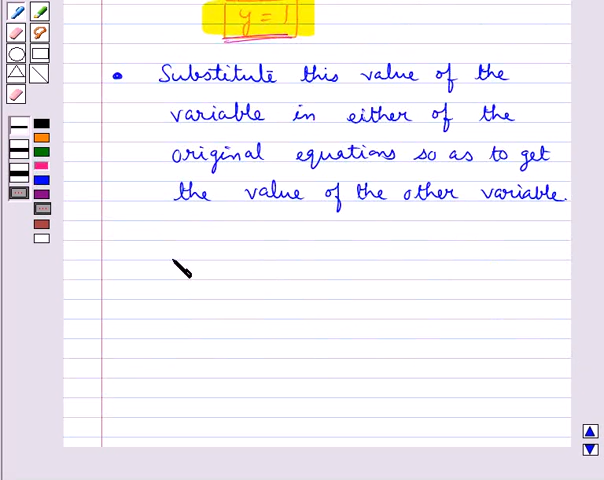 y = 1
• Substitute this value of the
variable in either of the
original equations so as to get
the value of the other variable.